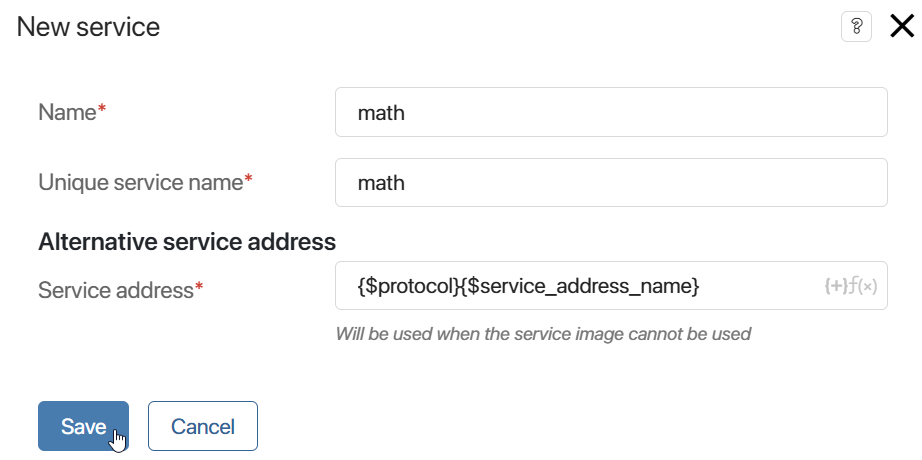 New service
?
Name*
math
Unique service name*
math
Alternative service address
Service address*
{$protocol}{$service_address_name}
{+}ƒ(×)
Will be used when the service image cannot be used
Save
Cancel